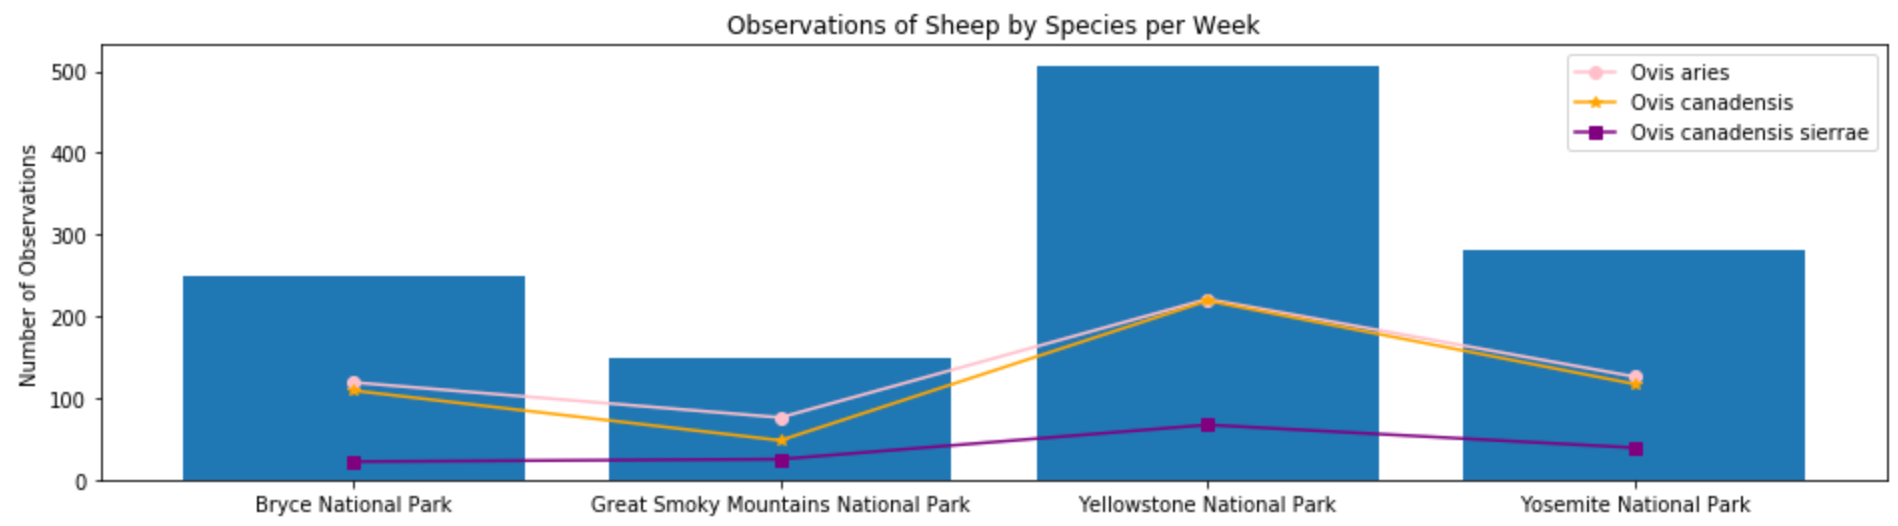 Observations of Sheep by Species per Week
Number of Observations
500
400
300
200
100
0
Ovis aries
Ovis canadensis
Ovis canadensis sierrae
Bryce National Park
Great Smoky Mountains National Park
Yellowstone National Park
Yosemite National Park